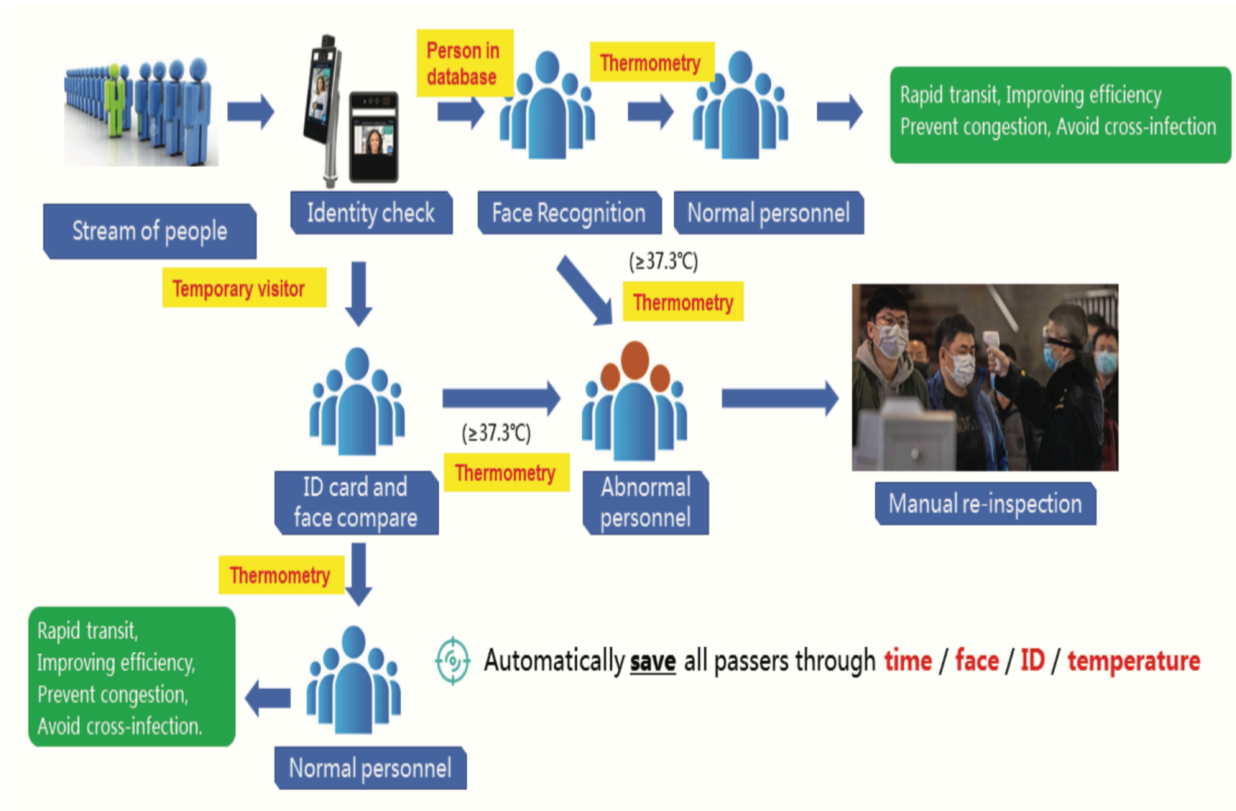 Person in
database
Thermometry
Rapid transit, Improving efficiency
Prevent congestion, Avoid cross-infection
Stream of people
Identity check
Face Recognition
Normal personnel
Temporary visitor
(≥37.3℃)
Thermometry
(≥37.3℃)
Thermometry
ID card and
face compare
Abnormal
personnel
Manual re-inspection
Thermometry
Rapid transit,
Improving efficiency,
Prevent congestion,
Avoid cross-infection.
Automatically save all passers through time / face / ID / temperature
Normal personnel